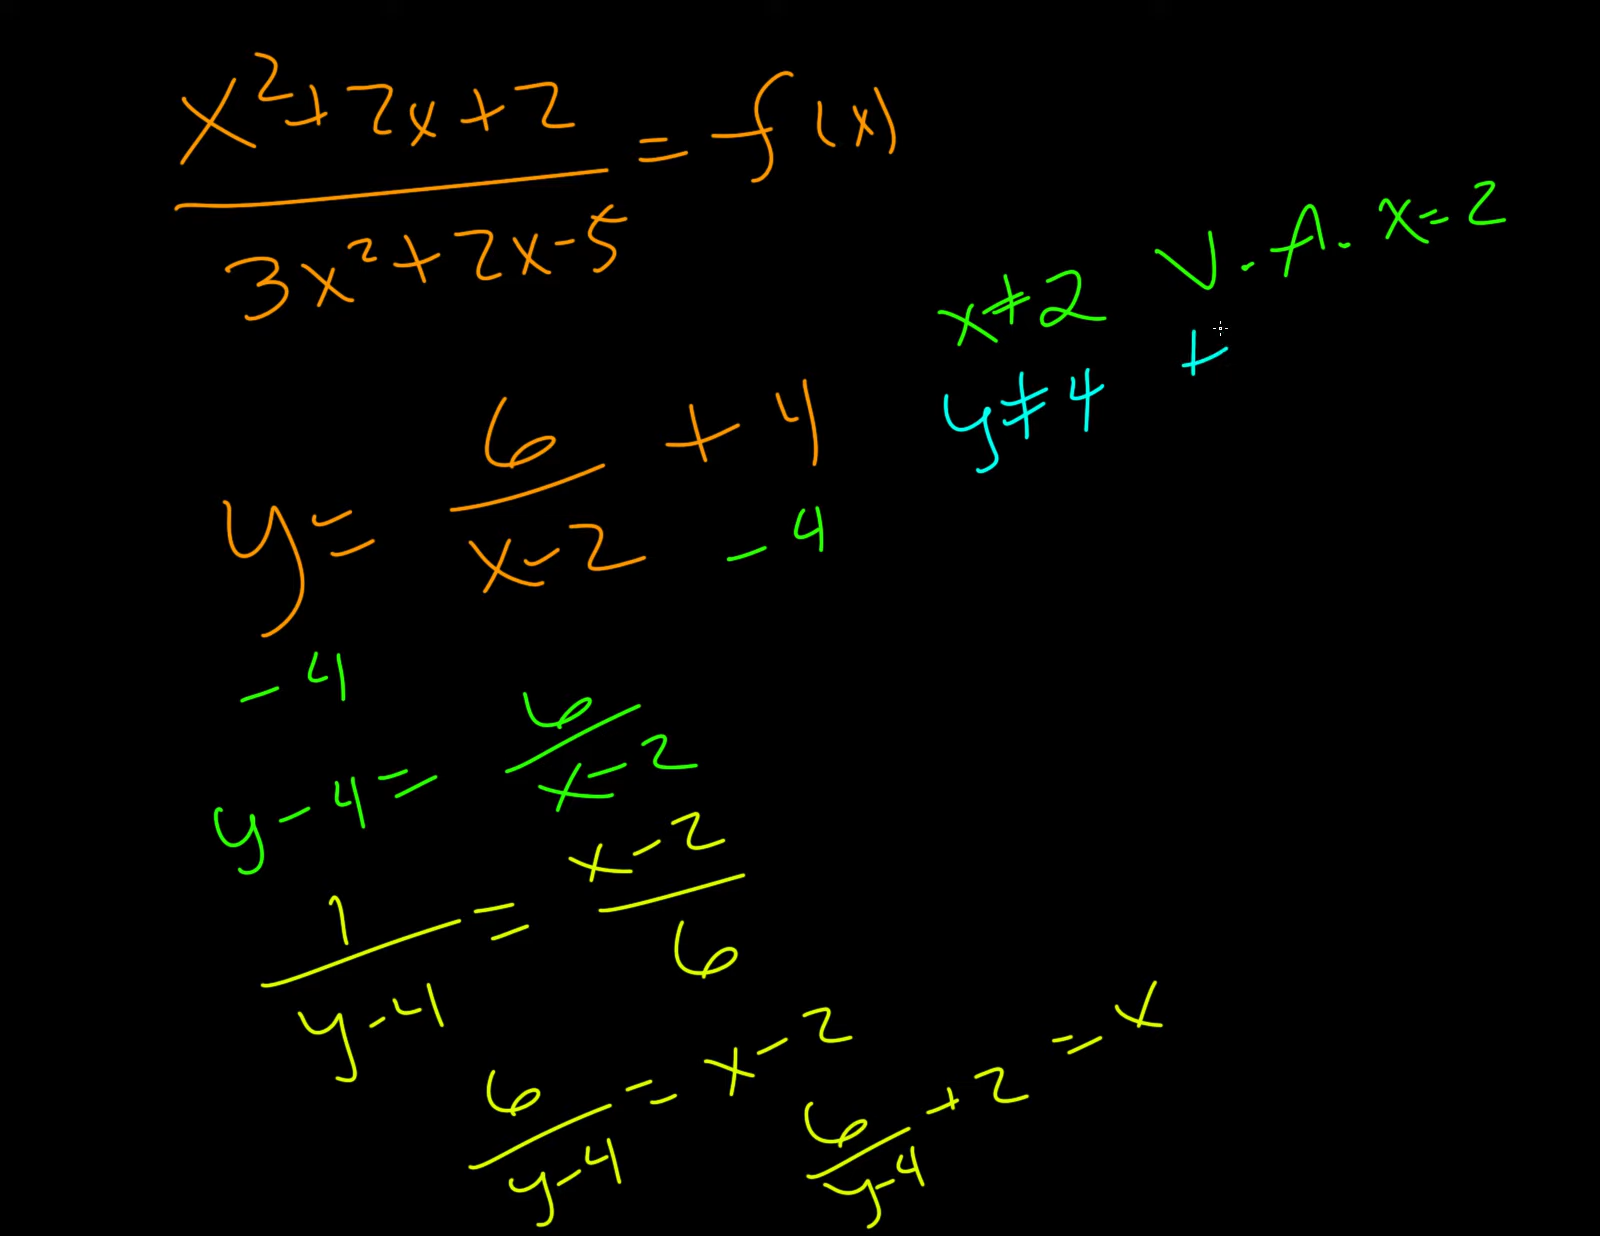 x²+2x+2 / 3x²+2x-5 = f(x)
x≠2 V.A. x=2
y≠4
y= 6/(x-2) + 4
-4
-4
y-4= 6/(x-2)
1/(y-4) = (x-2)/6
6/(y-4) = x-2
6/(y-4) +2 = x